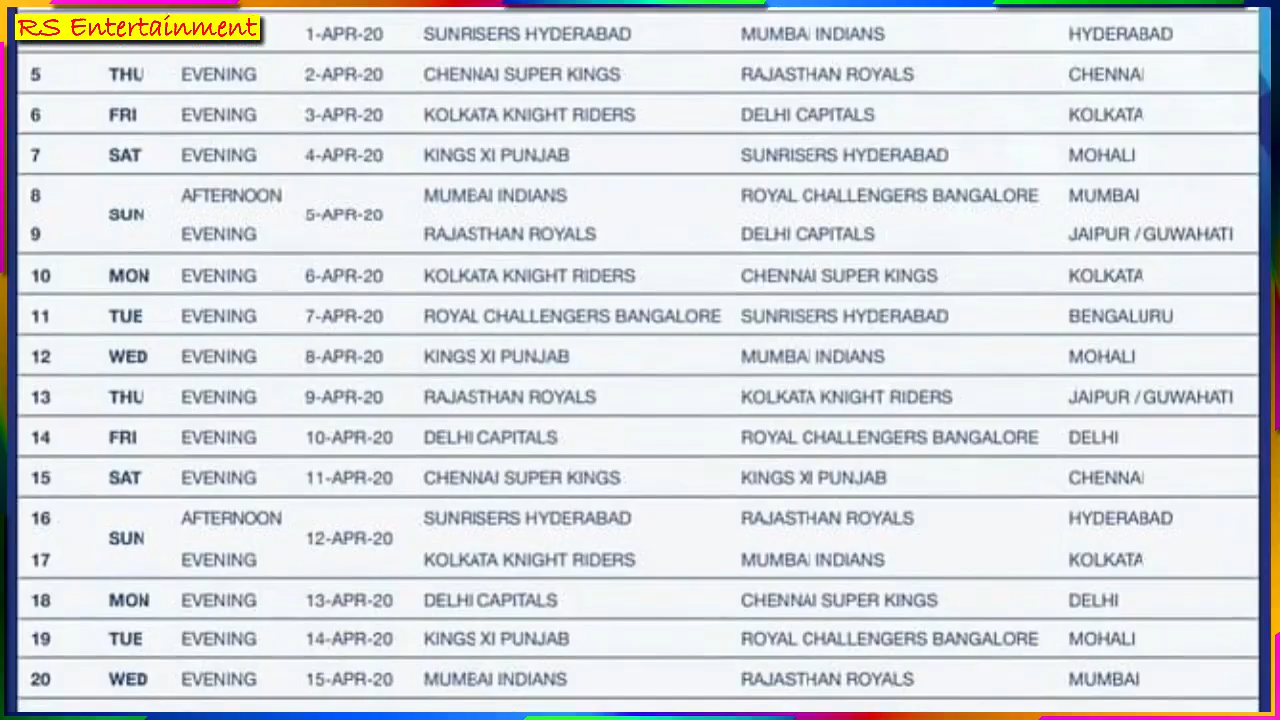 RS Entertainment
1-APR-20 SUNRISERS HYDERABAD MUMBAI INDIANS HYDERABAD
5 THU EVENING 2-APR-20 CHENNAI SUPER KINGS RAJASTHAN ROYALS CHENNAI
6 FRI EVENING 3-APR-20 KOLKATA KNIGHT RIDERS DELHI CAPITALS KOLKATA
7 SAT EVENING 4-APR-20 KINGS XI PUNJAB SUNRISERS HYDERABAD MOHALI
8 AFTERNOON MUMBAI INDIANS ROYAL CHALLENGERS BANGALORE MUMBAI
SUN 5-APR-20
9 EVENING RAJASTHAN ROYALS DELHI CAPITALS JAIPUR / GUWAHATI
10 MON EVENING 6-APR-20 KOLKATA KNIGHT RIDERS CHENNAI SUPER KINGS KOLKATA
11 TUE EVENING 7-APR-20 ROYAL CHALLENGERS BANGALORE SUNRISERS HYDERABAD BENGALURU
12 WED EVENING 8-APR-20 KINGS XI PUNJAB MUMBAI INDIANS MOHALI
13 THU EVENING 9-APR-20 RAJASTHAN ROYALS KOLKATA KNIGHT RIDERS JAIPUR / GUWAHATI
14 FRI EVENING 10-APR-20 DELHI CAPITALS ROYAL CHALLENGERS BANGALORE DELHI
15 SAT EVENING 11-APR-20 CHENNAI SUPER KINGS KINGS XI PUNJAB CHENNAI
16 AFTERNOON SUNRISERS HYDERABAD RAJASTHAN ROYALS HYDERABAD
SUN 12-APR-20
17 EVENING KOLKATA KNIGHT RIDERS MUMBAI INDIANS KOLKATA
18 MON EVENING 13-APR-20 DELHI CAPITALS CHENNAI SUPER KINGS DELHI
19 TUE EVENING 14-APR-20 KINGS XI PUNJAB ROYAL CHALLENGERS BANGALORE MOHALI
20 WED EVENING 15-APR-20 MUMBAI INDIANS RAJASTHAN ROYALS MUMBAI